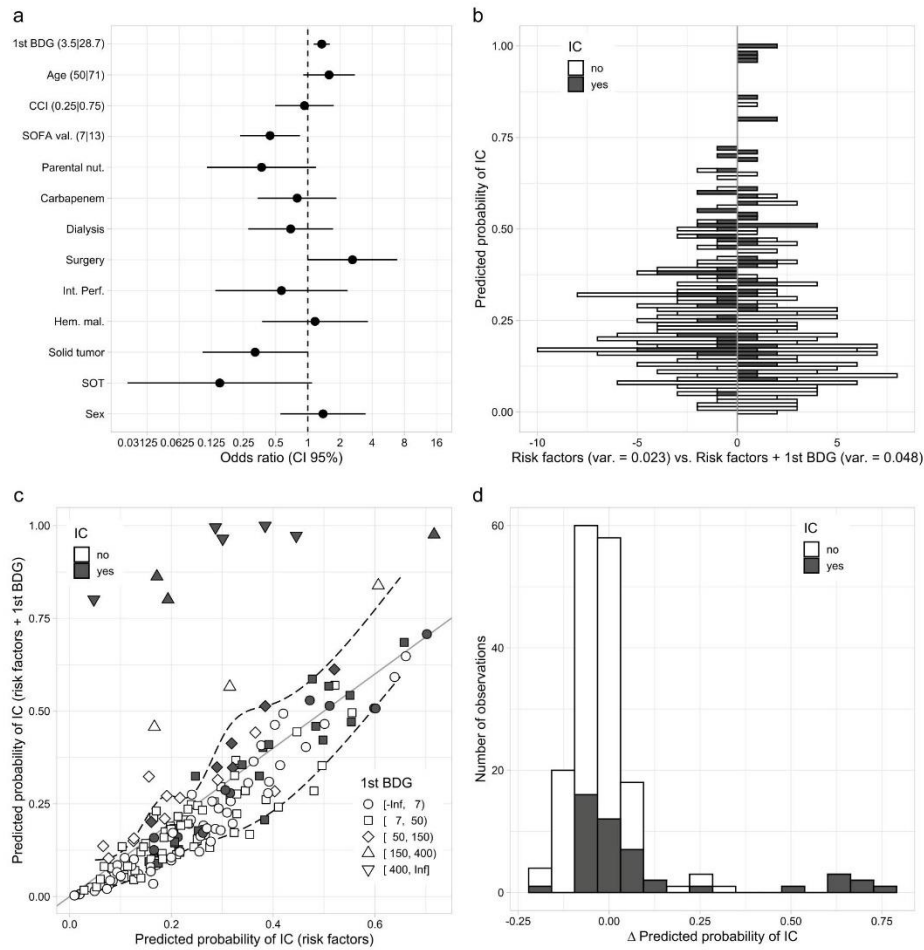 a
1st BDG (3.5|28.7)
Age (50|71)
CCI (0.25|0.75)
SOFA val. (7|13)
Parental nut.
Carbapenem
Dialysis
Surgery
Int. Perf.
Hem. mal.
Solid tumor
SOT
Sex
0.03125 0.0625 0.125 0.25 0.5 1 2 4 8 16
Odds ratio (CI 95%)
b
IC
no
yes
1.00
0.75
0.50
0.25
0.00
Predicted probability of IC
-10 -5 0 5
Risk factors (var. = 0.023) vs. Risk factors + 1st BDG (var. = 0.048)
c
IC
no
yes
1.00
0.75
0.50
0.25
0.00
Predicted probability of IC (risk factors + 1st BDG)
1st BDG
[-Inf, 7)
[ 7, 50)
[ 50, 150)
[ 150, 400)
[ 400, Inf]
0.0 0.2 0.4 0.6
Predicted probability of IC (risk factors)
d
IC
no
yes
60
40
20
0
Number of observations
-0.25 0.00 0.25 0.50 0.75
Δ Predicted probability of IC